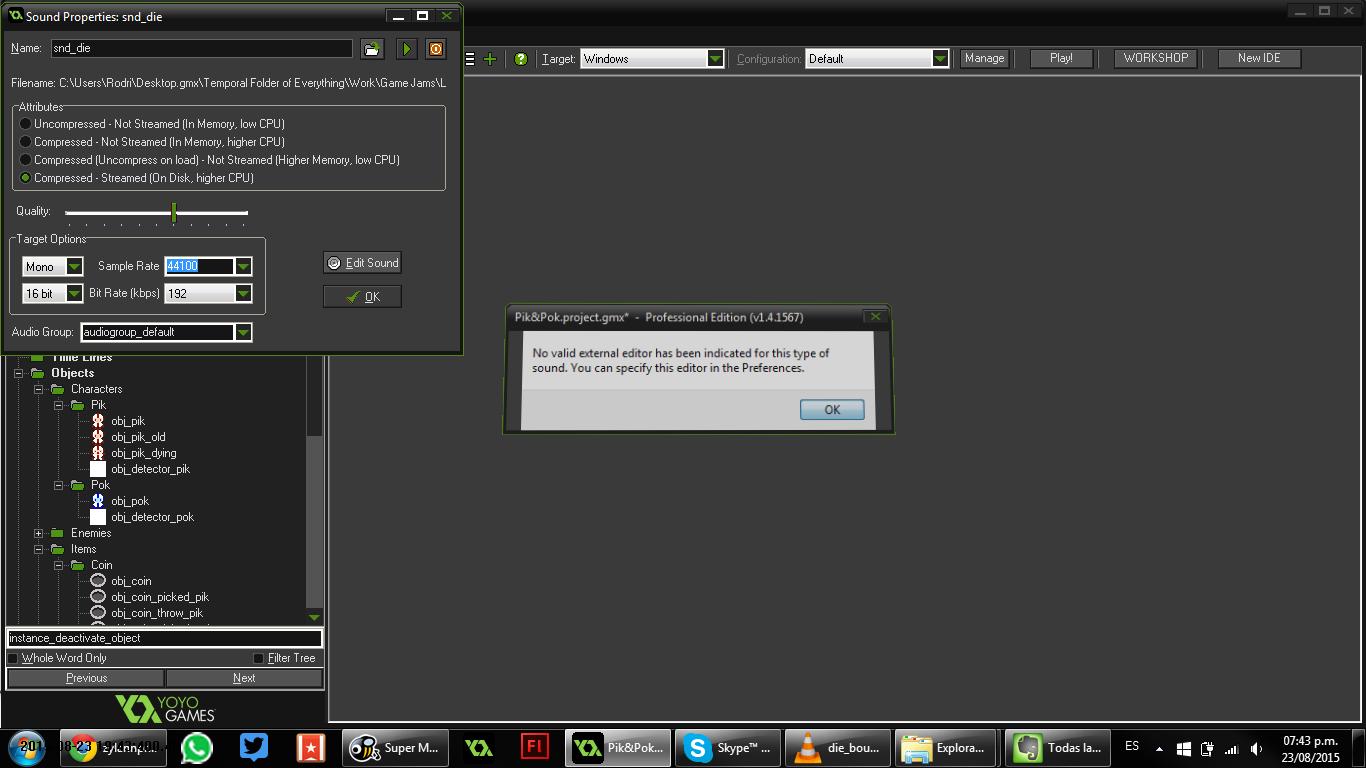 Sound Properties: snd_die
Name: snd_die
Filename: C:\Users\Rodri\Desktop.gmx\Temporal Folder of Everything\Work\Game Jams\L
Attributes
Uncompressed - Not Streamed (In Memory, low CPU)
Compressed - Not Streamed (In Memory, higher CPU)
Compressed (Uncompress on load) - Not Streamed (Higher Memory, low CPU)
Compressed - Streamed (On Disk, higher CPU)
Quality:
Target Options
Mono Sample Rate 44100
16 bit Bit Rate (kbps) 192
Edit Sound
OK
Audio Group: audiogroup_default
Target: Windows Configuration: Default Manage Play! WORKSHOP New IDE
Pik&Pok.project.gmx* - Professional Edition (v1.4.1567)
No valid external editor has been indicated for this type of
sound. You can specify this editor in the Preferences.
OK
Time Lines
Objects
Characters
Pik
obj_pik
obj_pik_old
obj_pik_dying
obj_detector_pik
Pok
obj_pok
obj_detector_pok
Enemies
Items
Coin
obj_coin
obj_coin_picked_pik
obj_coin_throw_pik
instance_deactivate_object
Whole Word Only Filter Tree
Previous Next
YOYO
GAMES
Super M...
Fl
Pik&Pok...
Skype™ ...
die_bou...
Explora...
Todas la...
ES
07:43 p.m.
23/08/2015